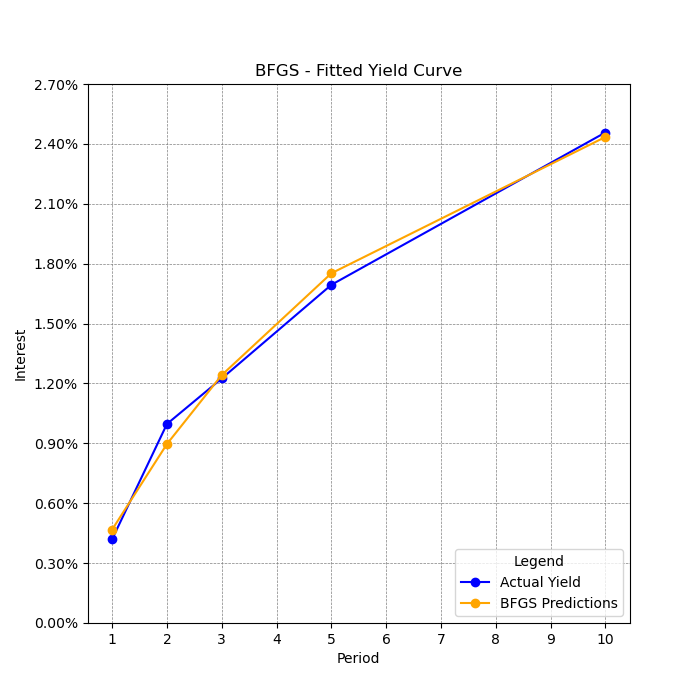 BFGS - Fitted Yield Curve
2.70%
2.40%
2.10%
1.80%
1.50%
1.20%
0.90%
0.60%
0.30%
0.00%
Interest
Legend
Actual Yield
BFGS Predictions
1 2 3 4 5 6 7 8 9 10
Period